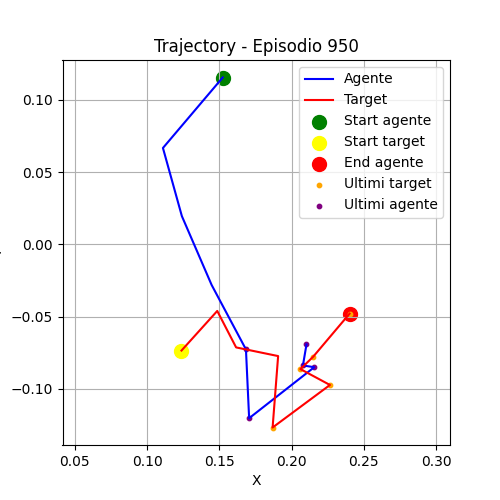 Trajectory - Episodio 950
Agente
Target
Start agente
Start target
End agente
Ultimi target
Ultimi agente
0.10
0.05
0.00
−0.05
−0.10
0.05
0.10
0.15
0.20
0.25
0.30
X